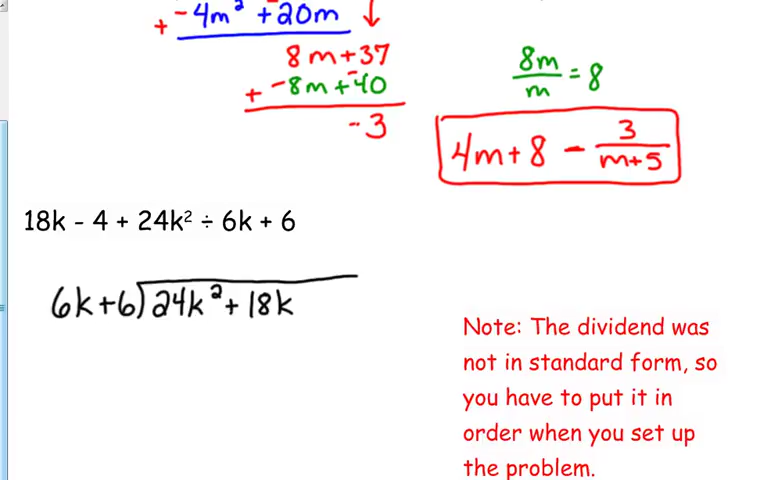 + -4m² + 20m ↓
8m + 37
+ -8m + -40
-3
8m/m = 8
4m + 8 - 3/(m+5)
18k - 4 + 24k² ÷ 6k + 6
6k+6)24k² + 18k
Note: The dividend was
not in standard form, so
you have to put it in
order when you set up
the problem.